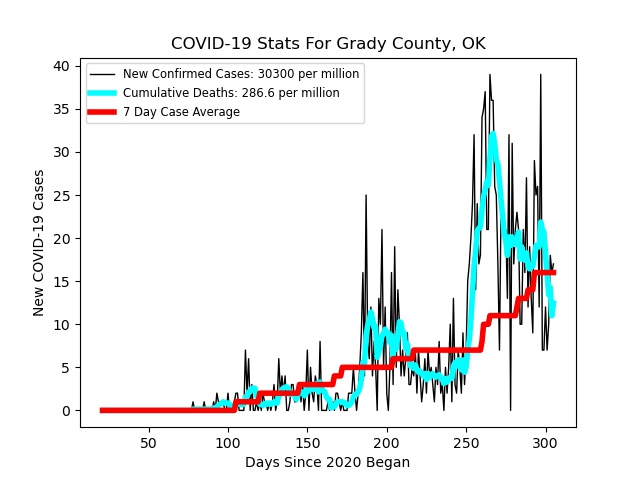 COVID-19 Stats For Grady County, OK
New Confirmed Cases: 30300 per million
Cumulative Deaths: 286.6 per million
7 Day Case Average
New COVID-19 Cases
40
35
30
25
20
15
10
5
0
50
100
150
200
250
300
Days Since 2020 Began